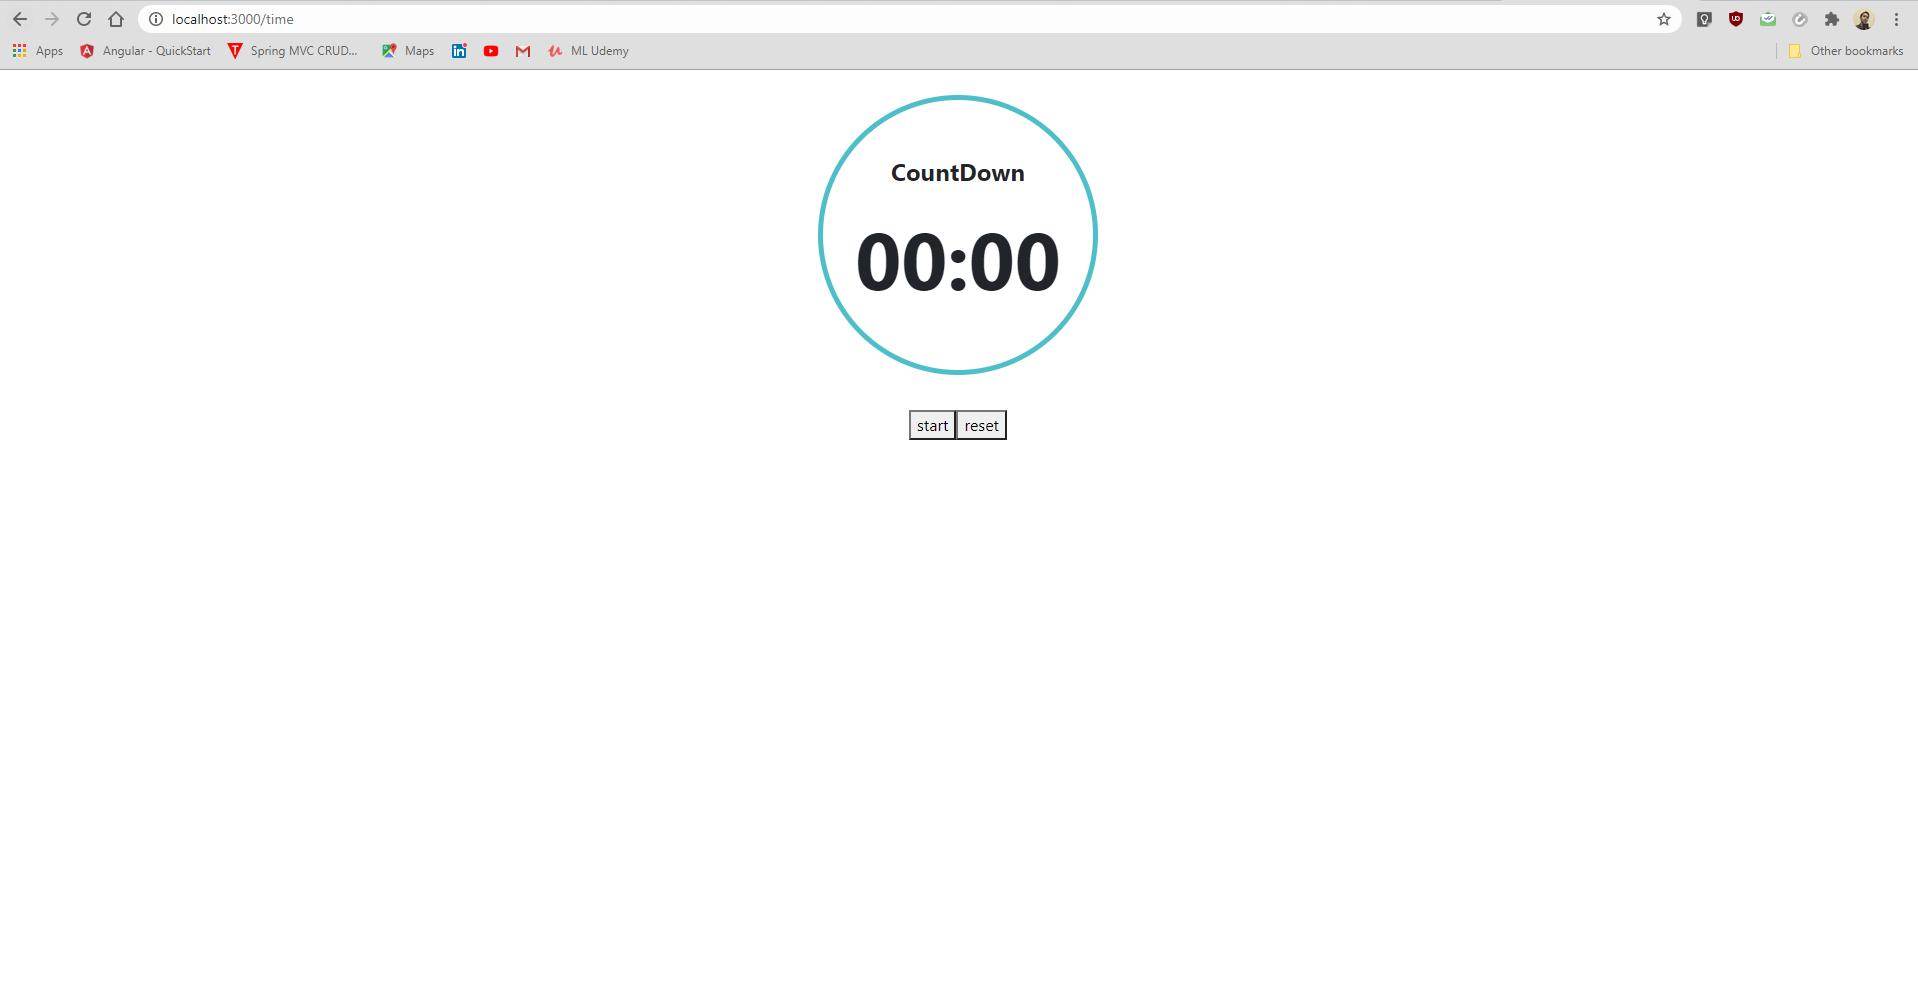 localhost:3000/time
Apps Angular - QuickStart Spring MVC CRUD... Maps ML Udemy Other bookmarks
CountDown
00:00
start reset